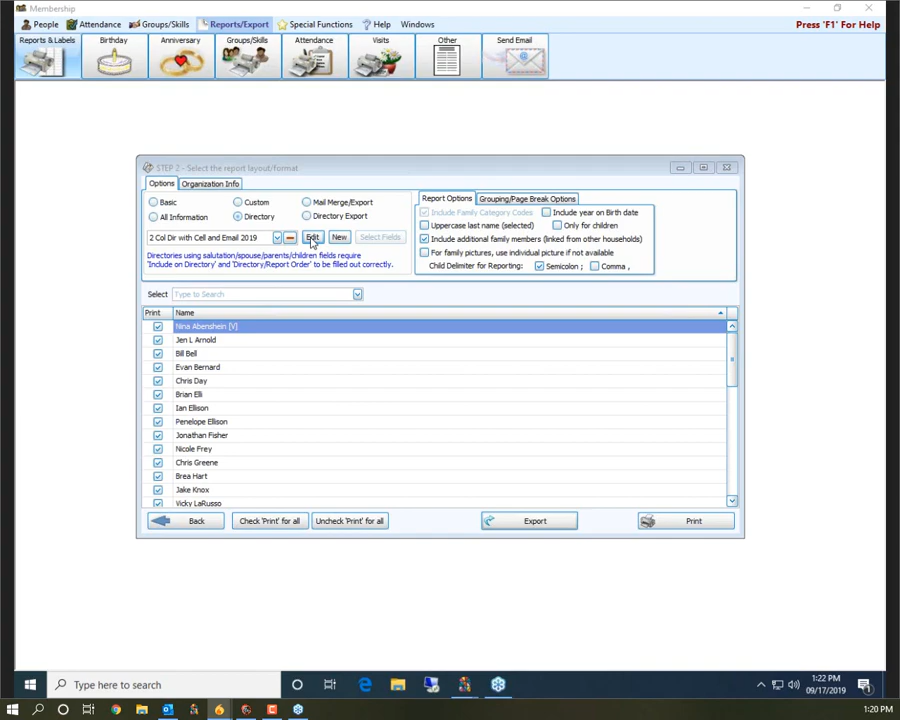 Membership
People Attendance Groups/Skills Reports/Export Special Functions Help Windows Press 'F1' For Help
Reports & Labels Birthday Anniversary Groups/Skills Attendance Visits Other Send Email
STEP 2 - Select the report layout/format
Options Organization Info
Basic Custom Mail Merge/Export
All Information Directory Directory Export
2 Col Dir with Cell and Email 2019 Edit New Select Fields
Directories using salutation/spouse/parents/children fields require
'Include on Directory' and 'Directory/Report Order' to be filled out correctly.
Report Options Grouping/Page Break Options
Include Family Category Codes Include year on Birth date
Uppercase last name (selected) Only for children
Include additional family members (linked from other households)
For family pictures, use individual picture if not available
Child Delimiter for Reporting: Semicolon ; Comma ,
Select Type to Search
Print Name
Nina Abenshein [V]
Jen L Arnold
Bill Bell
Evan Bernard
Chris Day
Brian Elli
Ian Ellison
Penelope Ellison
Jonathan Fisher
Nicole Frey
Chris Greene
Brea Hart
Jake Knox
Vicky LaRusso
Back Check 'Print' for all Uncheck 'Print' for all Export Print
Type here to search 1:22 PM
09/17/2019
1
1:20 PM